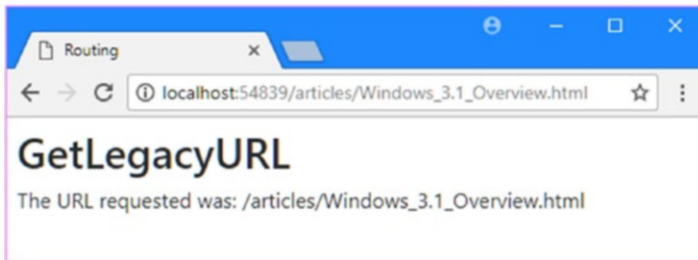 Routing
localhost:54839/articles/Windows_3.1_Overview.html
GetLegacyURL
The URL requested was: /articles/Windows_3.1_Overview.html